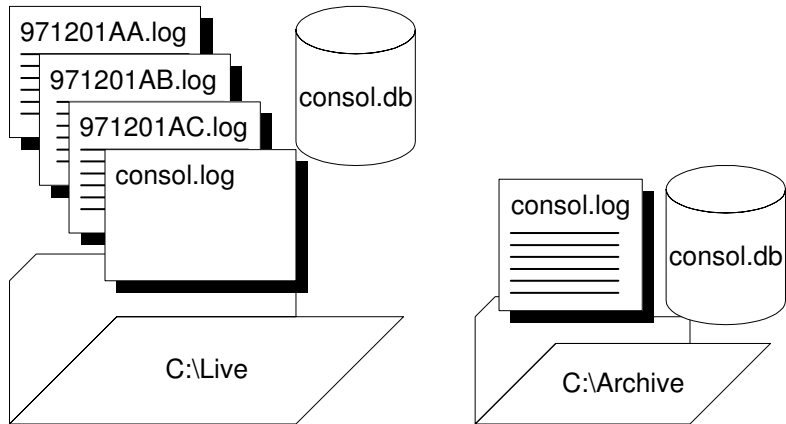 971201AA.log
971201AB.log
971201AC.log
consol.log
consol.db
C:\Live
consol.log
consol.db
C:\Archive